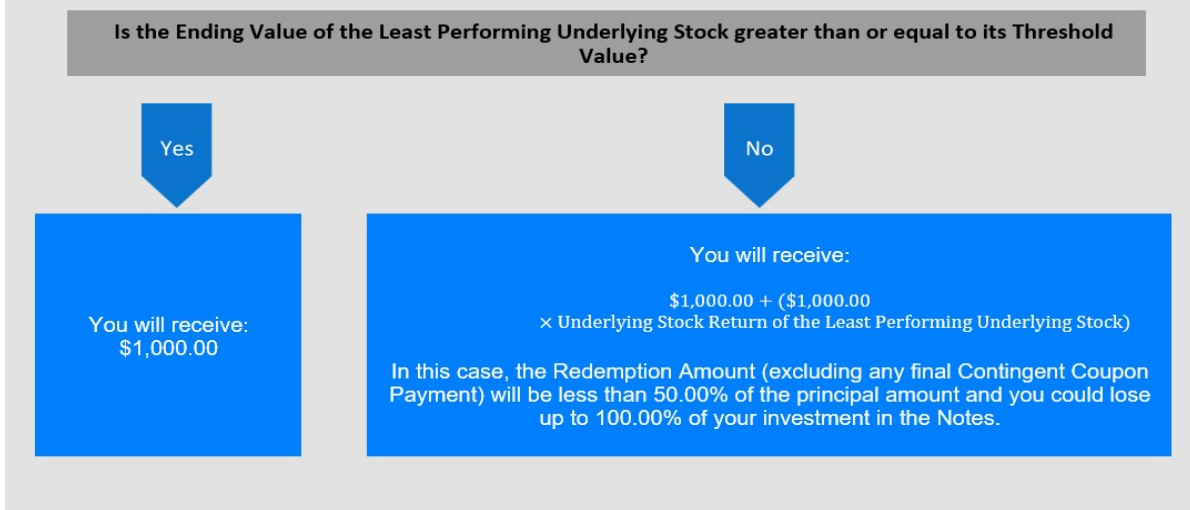 Is the Ending Value of the Least Performing Underlying Stock greater than or equal to its Threshold
Value?
Yes
No
You will receive:
$1,000.00
You will receive:
$1,000.00 + ($1,000.00
× Underlying Stock Return of the Least Performing Underlying Stock)
In this case, the Redemption Amount (excluding any final Contingent Coupon
Payment) will be less than 50.00% of the principal amount and you could lose
up to 100.00% of your investment in the Notes.